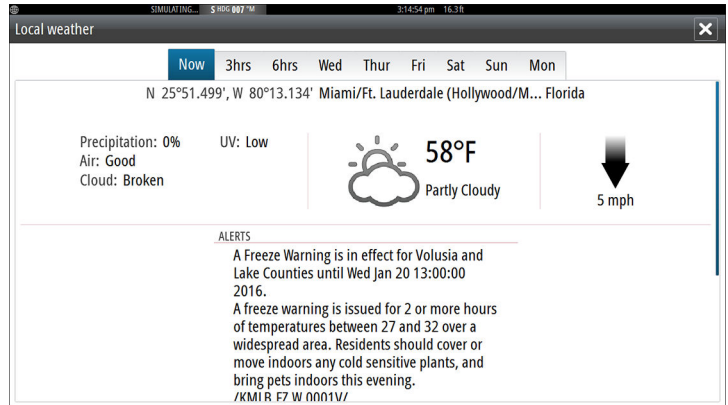 SIMULATING... S HDG 007 °M 3:14:54 pm 16.3 ft
Local weather
Now 3hrs 6hrs Wed Thur Fri Sat Sun Mon
N 25°51.499', W 80°13.134' Miami/Ft. Lauderdale (Hollywood/M... Florida
Precipitation: 0% UV: Low
Air: Good
Cloud: Broken
58°F
Partly Cloudy
5 mph
ALERTS
A Freeze Warning is in effect for Volusia and
Lake Counties until Wed Jan 20 13:00:00
2016.
A freeze warning is issued for 2 or more hours
of temperatures between 27 and 32 over a
widespread area. Residents should cover or
move indoors any cold sensitive plants, and
bring pets indoors this evening.
/KMLB.FZ.W.0001V/